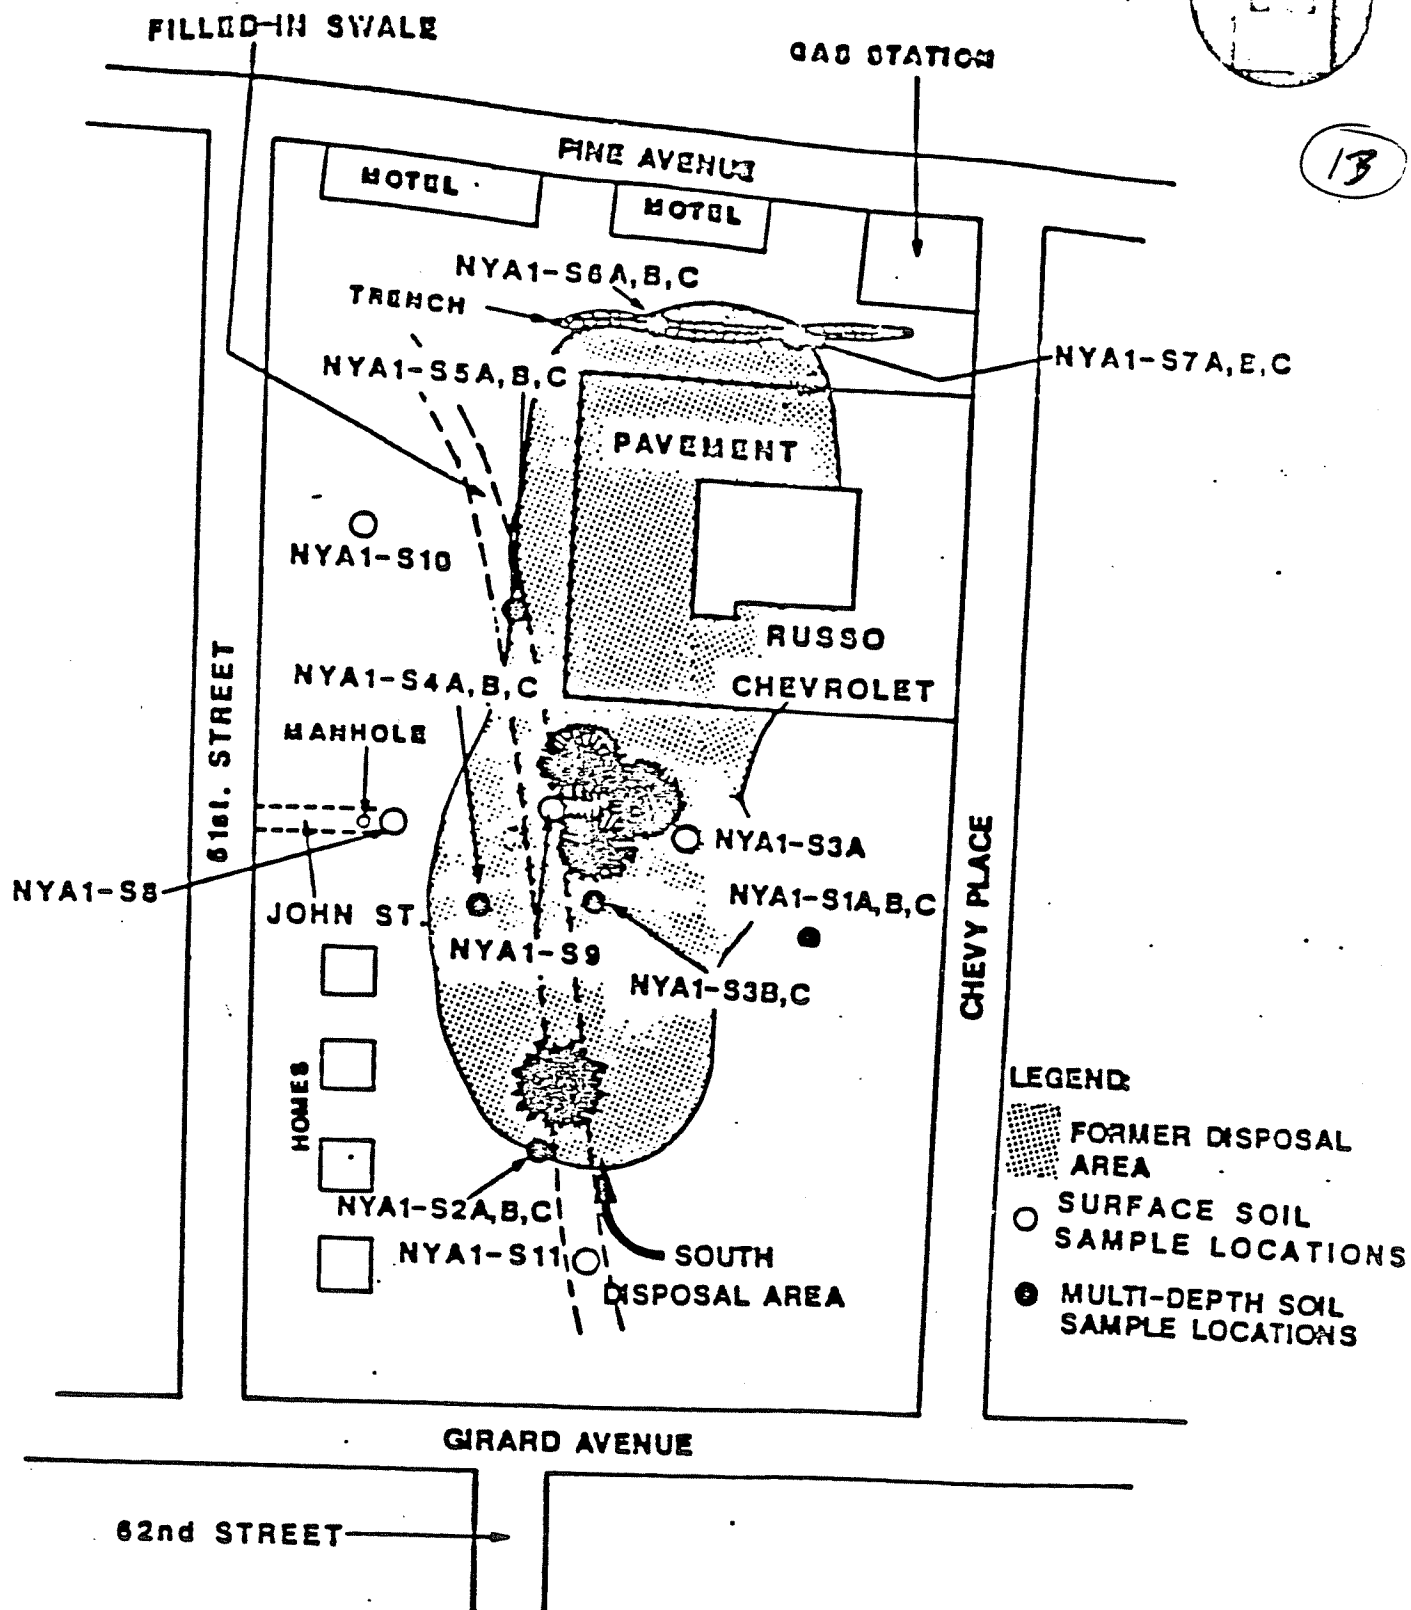 FILLED-IN SWALE
GAS STATION
13
PINE AVENUE
MOTEL
MOTEL
NYA1-S6A,B,C
TRENCH
NYA1-S5A,B,C
NYA1-S7A,E,C
PAVEMENT
NYA1-S10
RUSSO
CHEVROLET
NYA1-S4A,B,C
MANHOLE
61st. STREET
NYA1-S3A
NYA1-S8
JOHN ST.
NYA1-S1A,B,C
NYA1-S9
NYA1-S3B,C
CHEVY PLACE
HOMES
LEGEND:
FORMER DISPOSAL
AREA
SURFACE SOIL
SAMPLE LOCATIONS
MULTI-DEPTH SOIL
SAMPLE LOCATIONS
NYA1-S2A,B,C
NYA1-S11
SOUTH
DISPOSAL AREA
GIRARD AVENUE
62nd STREET